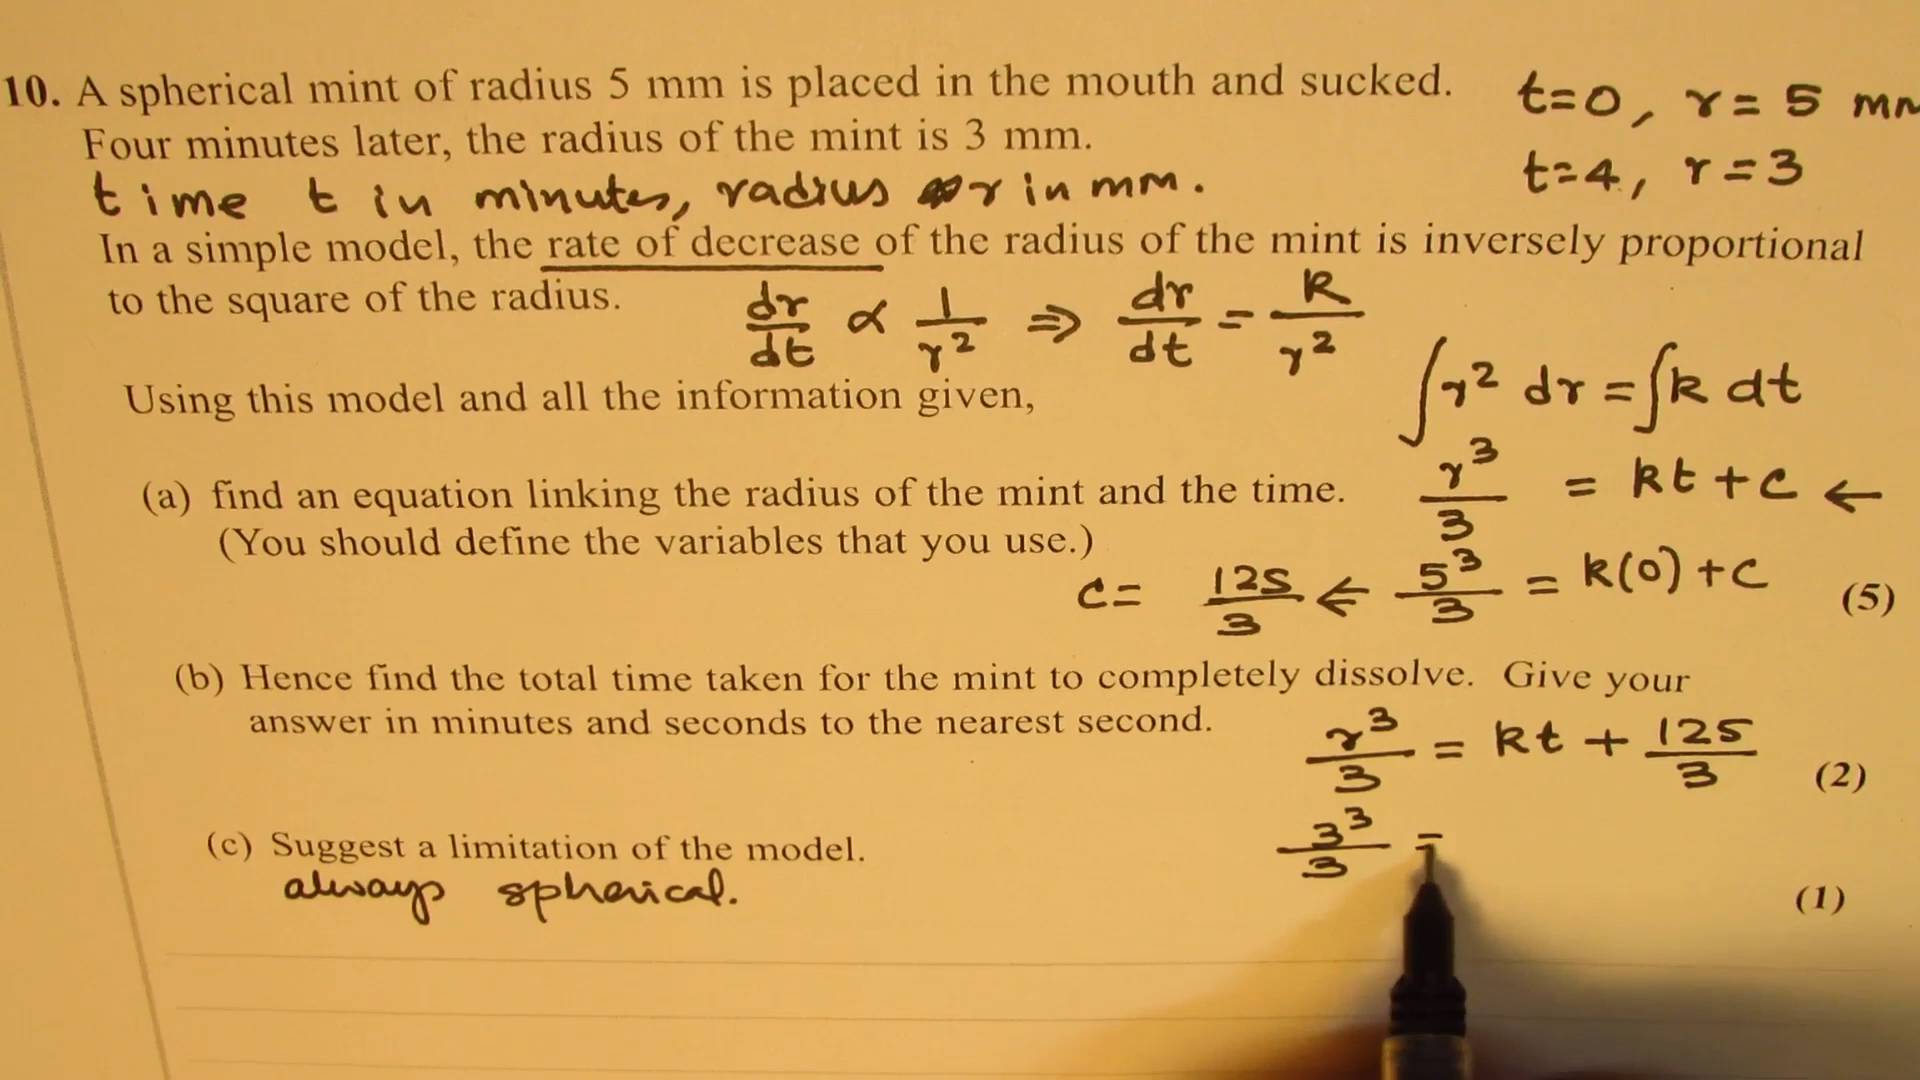 10. A spherical mint of radius 5 mm is placed in the mouth and sucked. t=0, r = 5 mm
Four minutes later, the radius of the mint is 3 mm. t=4, r=3
time t in minutes, radius r in mm.
In a simple model, the rate of decrease of the radius of the mint is inversely proportional
to the square of the radius. dr/dt ∝ 1/r² ⇒ dr/dt = k/r²
Using this model and all the information given, ∫r² dr = ∫k dt
(a) find an equation linking the radius of the mint and the time. r³/3 = kt + c ←
(You should define the variables that you use.)
c = 125/3 ← 5³/3 = k(0) + c (5)
(b) Hence find the total time taken for the mint to completely dissolve. Give your
answer in minutes and seconds to the nearest second. r³/3 = kt + 125/3
(2)
(c) Suggest a limitation of the model. 3³/3 =
always spherical.
(1)